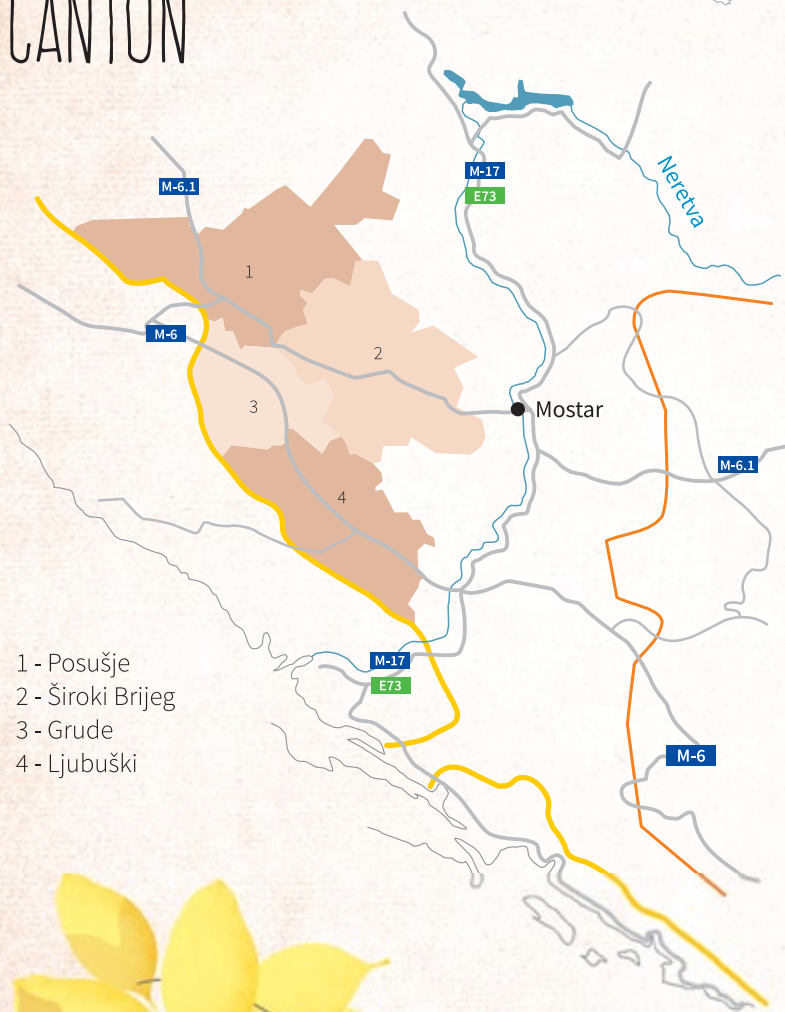 CANTON
M-17
E73
Neretva
M-6.1
1
M-6
2
3
Mostar
M-6.1
4
1 - Posušje
2 - Široki Brijeg
3 - Grude
4 - Ljubuški
M-17
E73
M-6